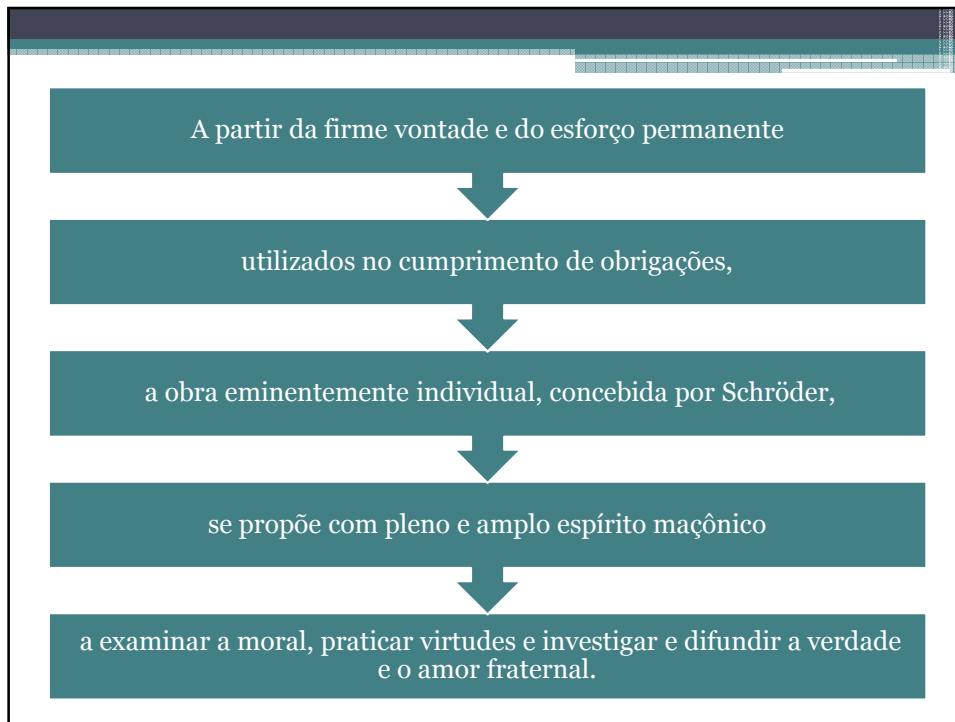 A partir da firme vontade e do esforço permanente
utilizados no cumprimento de obrigações,
a obra eminentemente individual, concebida por Schröder,
se propõe com pleno e amplo espírito maçônico
a examinar a moral, praticar virtudes e investigar e difundir a verdade
e o amor fraternal.